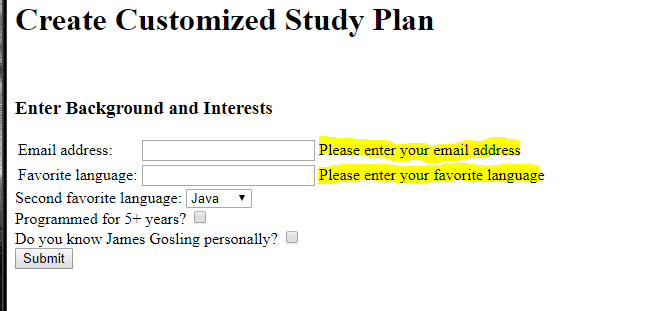 Create Customized Study Plan
Enter Background and Interests
Email address: Please enter your email address
Favorite language: Please enter your favorite language
Second favorite language: Java
Programmed for 5+ years?
Do you know James Gosling personally?
Submit